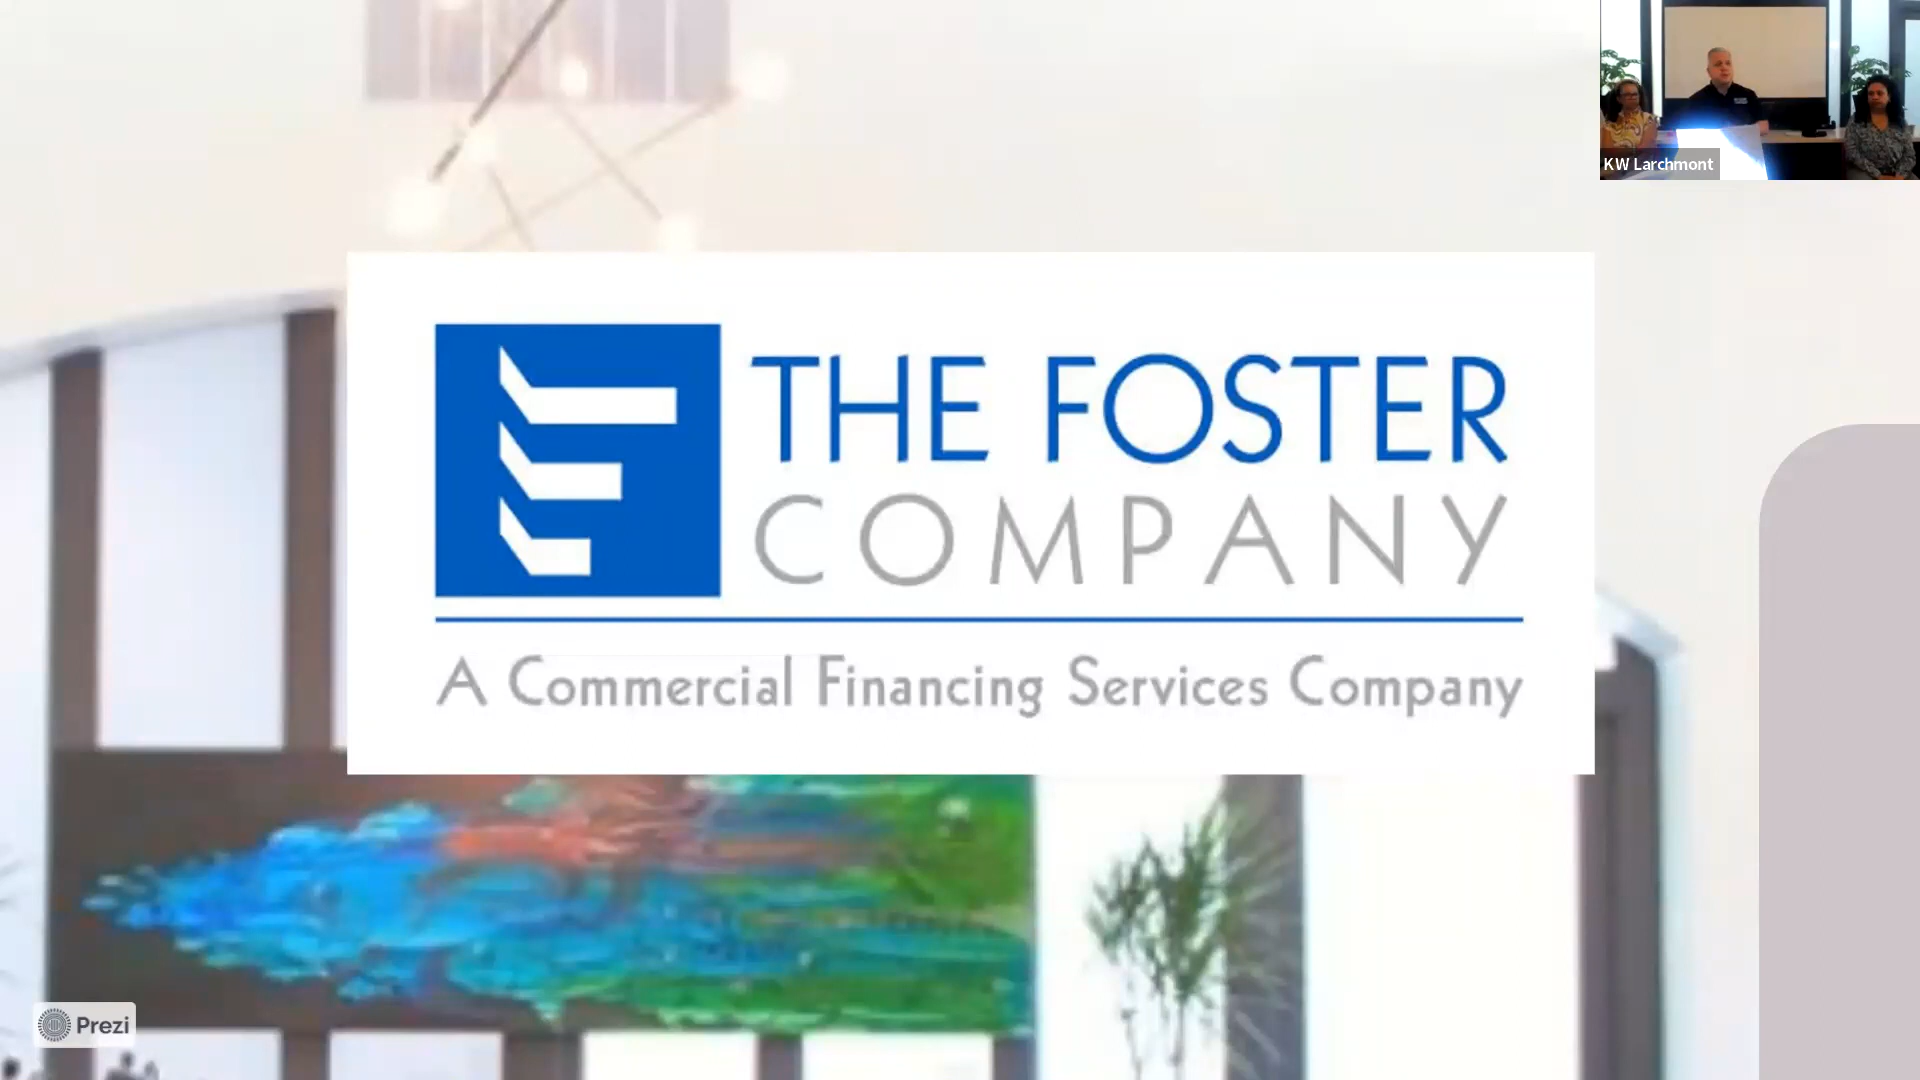 KW Larchmont
THE FOSTER
COMPANY
A Commercial Financing Services Company
Prezi